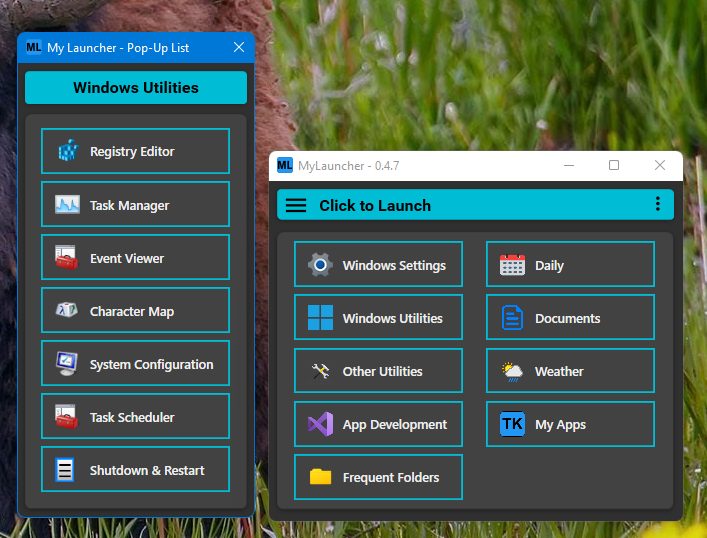 ML My Launcher - Pop-Up List
Windows Utilities
Registry Editor
Task Manager
Event Viewer
Character Map
System Configuration
Task Scheduler
Shutdown & Restart
ML MyLauncher - 0.4.7
Click to Launch
Windows Settings
Daily
Windows Utilities
Documents
Other Utilities
Weather
App Development
TK My Apps
Frequent Folders